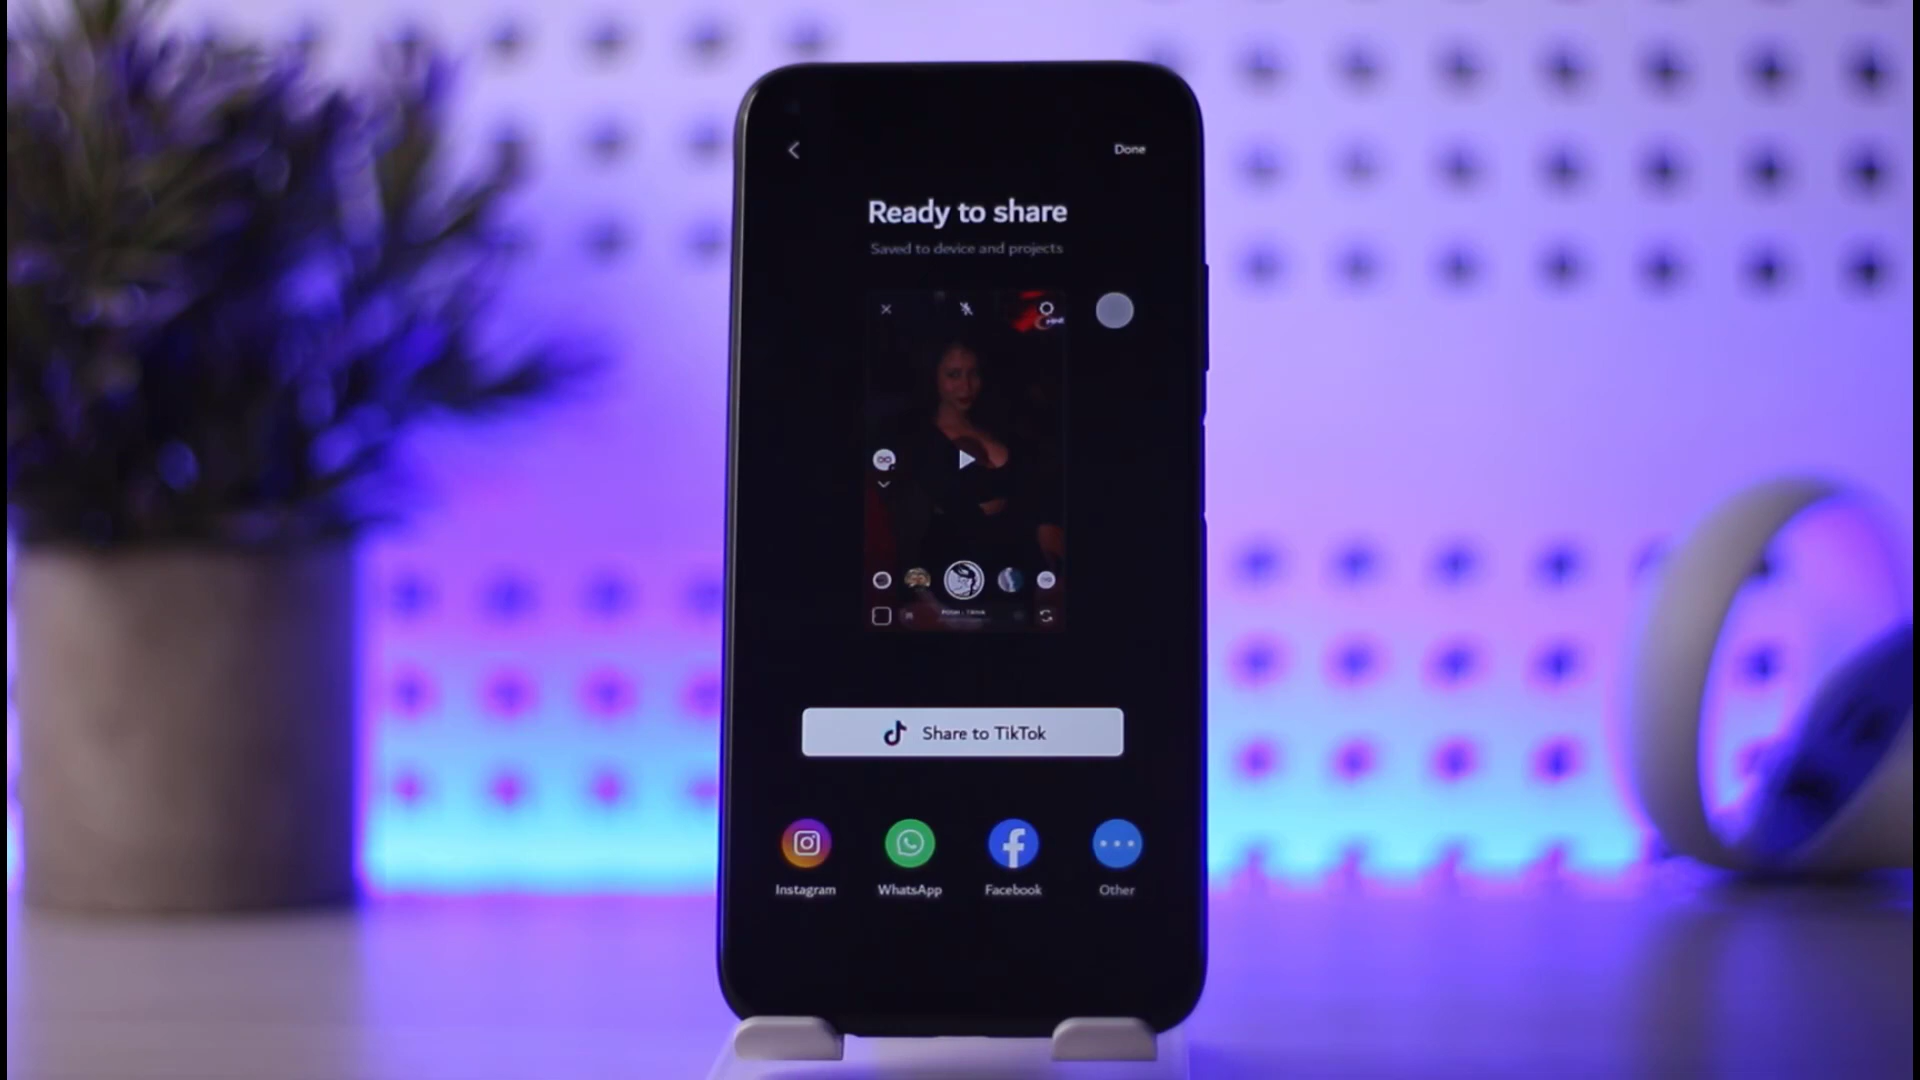 Done
Ready to share
Saved to device and projects
Share to TikTok
Instagram
WhatsApp
Facebook
Other